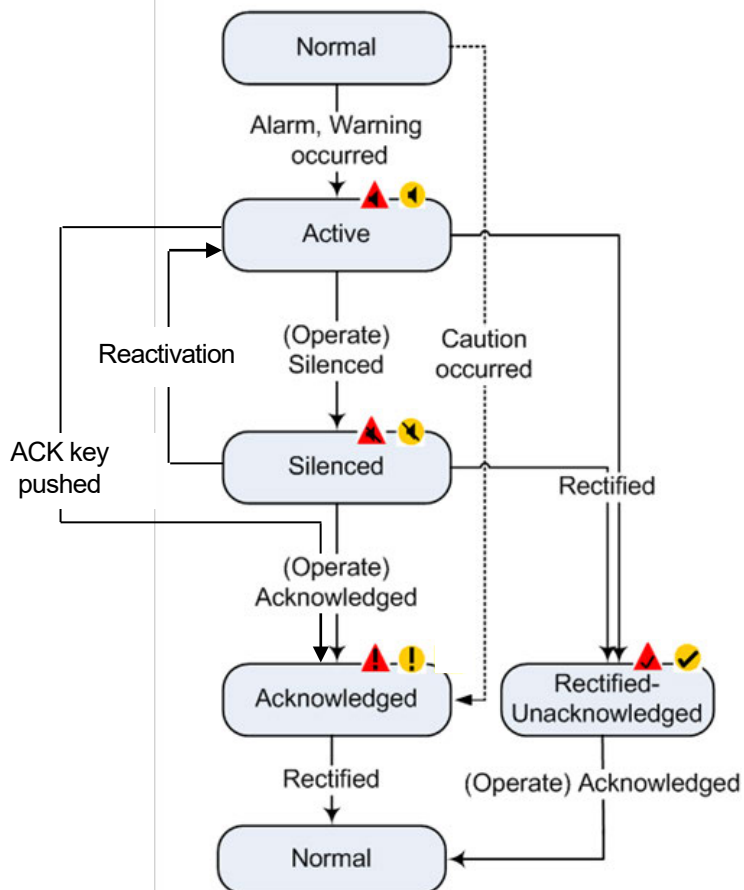 Normal
Alarm, Warning
occurred
Active
(Operate)
Silenced
Caution
occurred
Reactivation
ACK key
pushed
Silenced
Rectified
(Operate)
Acknowledged
Acknowledged
Rectified-
Unacknowledged
Rectified
(Operate) Acknowledged
Normal